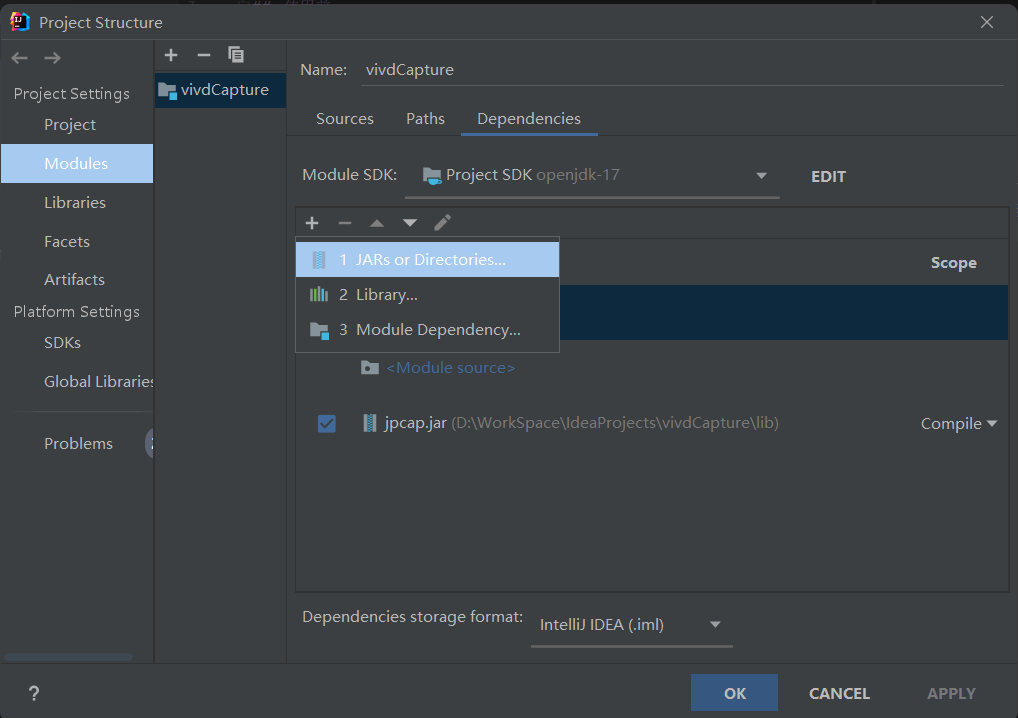 Project Structure
Project Settings
Project
Modules
Libraries
Facets
Artifacts
Platform Settings
SDKs
Global Libraries
Problems
vivdCapture
Name: vivdCapture
Sources Paths Dependencies
Module SDK: Project SDK openjdk-17 EDIT
1 JARs or Directories...
2 Library...
3 Module Dependency...
Scope
<Module source>
jpcap.jar (D:\WorkSpace\IdeaProjects\vivdCapture\lib) Compile
Dependencies storage format: IntelliJ IDEA (.iml)
? OK CANCEL APPLY